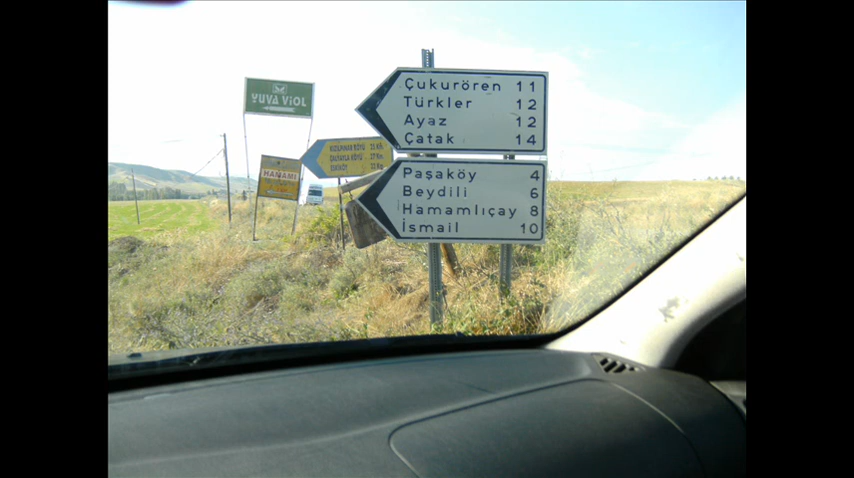 Çukurören 11
Türkler 12
Ayaz 12
Çatak 14
Paşaköy 4
Beydili 6
Hamamlıçay 8
İsmail 10
YUVA VİOL
HAMAMI